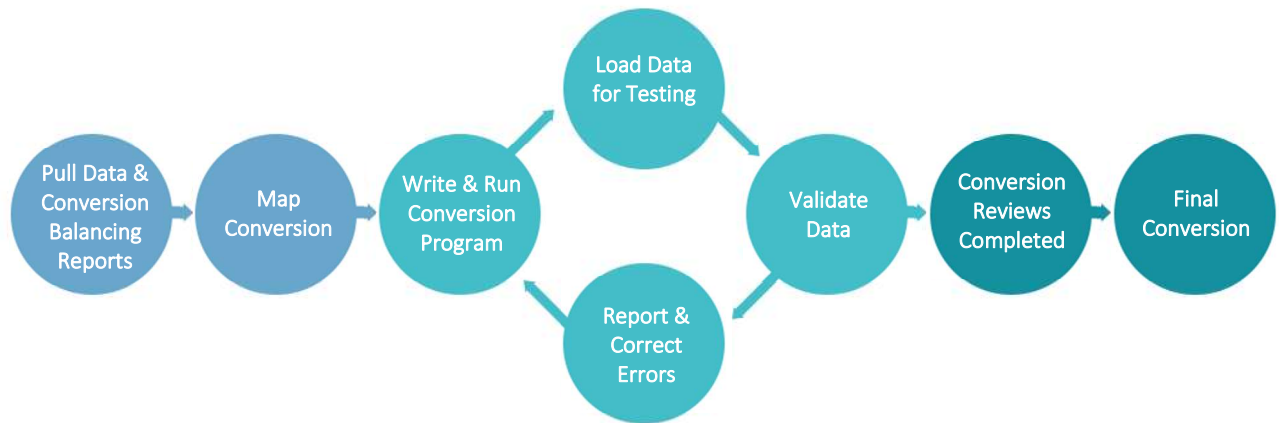 Pull Data &
Conversion
Balancing
Reports
Map
Conversion
Write & Run
Conversion
Program
Load Data
for Testing
Validate
Data
Report &
Correct
Errors
Conversion
Reviews
Completed
Final
Conversion